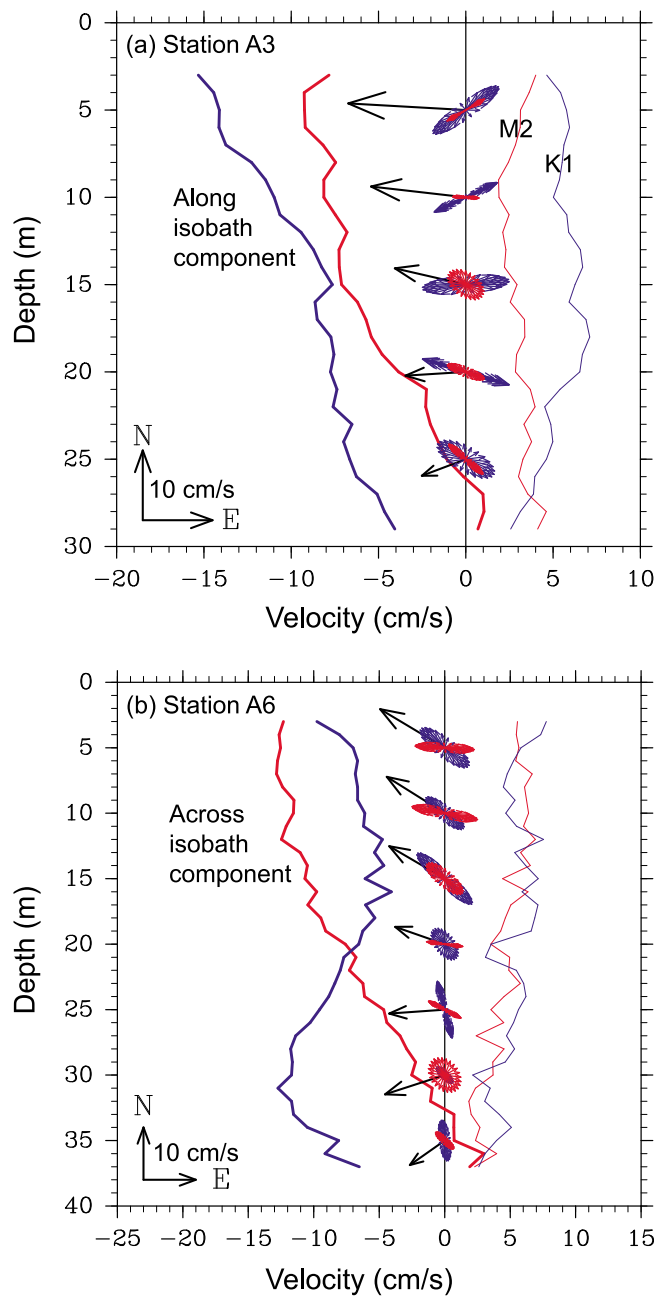 (a) Station A3
0
5
10
15
20
25
30
Depth (m)
M2
K1
Along
isobath
component
N
10 cm/s
E
−20 −15 −10 −5 0 5 10
Velocity (cm/s)
(b) Station A6
0
5
10
15
20
25
30
35
40
Depth (m)
Across
isobath
component
N
10 cm/s
E
−25 −20 −15 −10 −5 0 5 10 15
Velocity (cm/s)